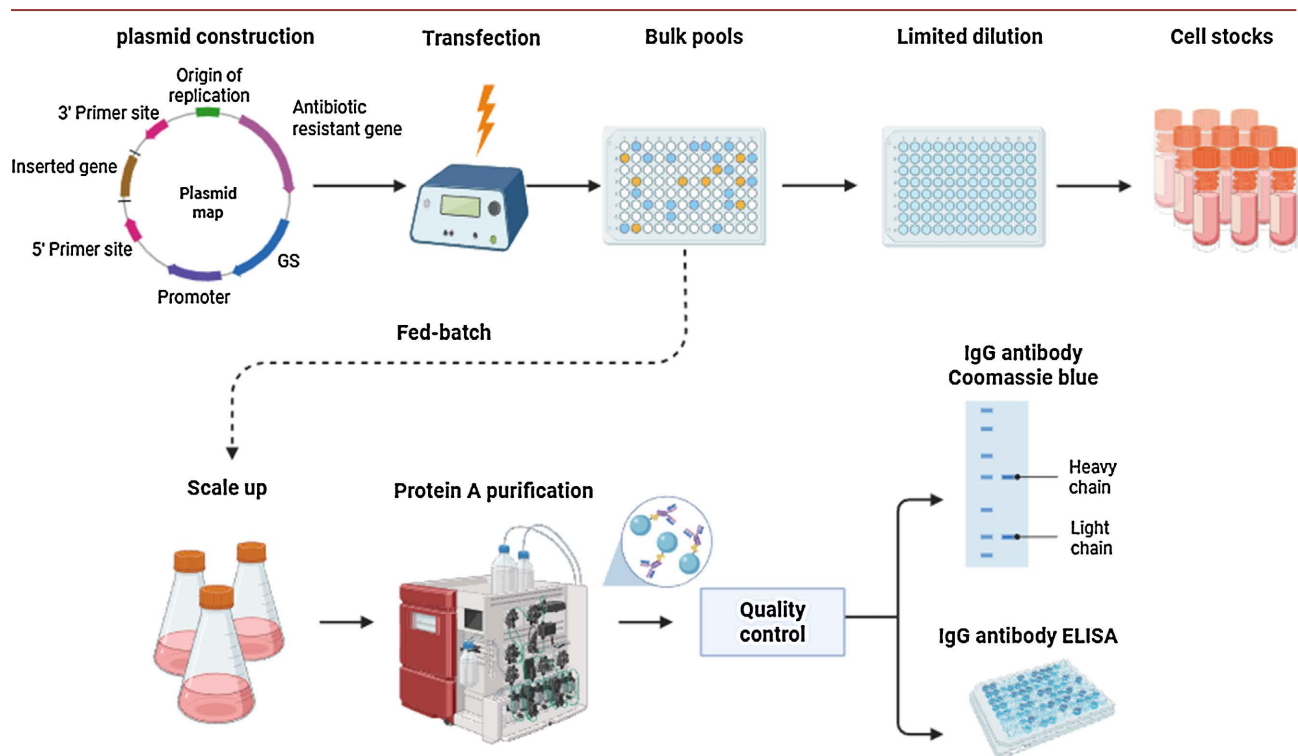 plasmid construction
Transfection
Bulk pools
Limited dilution
Cell stocks
Origin of
replication
3' Primer site
Antibiotic
resistant gene
Inserted gene
Plasmid
map
5' Primer site
GS
Promoter
Fed-batch
IgG antibody
Coomassie blue
Heavy
chain
Light
chain
Scale up
Protein A purification
Quality
control
IgG antibody ELISA